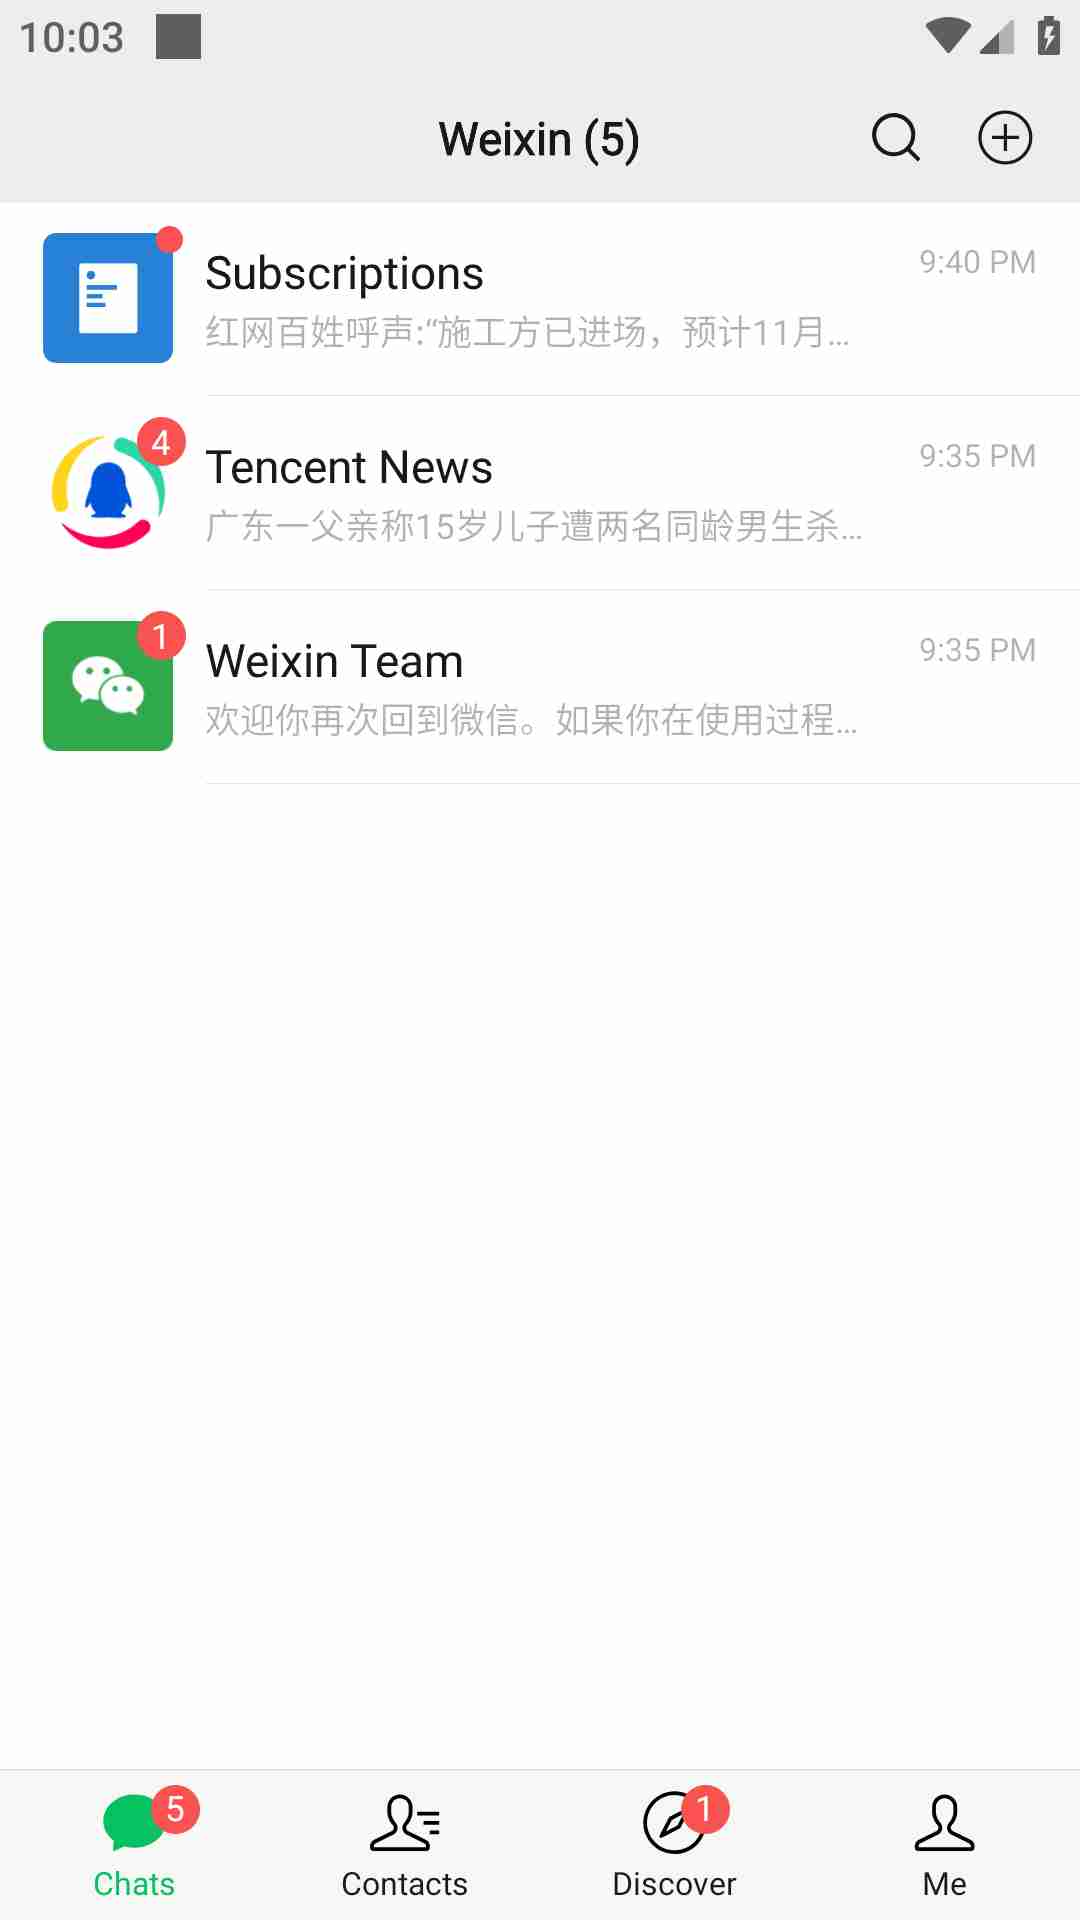 10:03
Weixin (5)
Subscriptions
9:40 PM
红网百姓呼声:“施工方已进场，预计11月...
4
Tencent News
9:35 PM
广东一父亲称15岁儿子遭两名同龄男生杀...
1
Weixin Team
9:35 PM
欢迎你再次回到微信。如果你在使用过程...
5
1
Chats
Contacts
Discover
Me